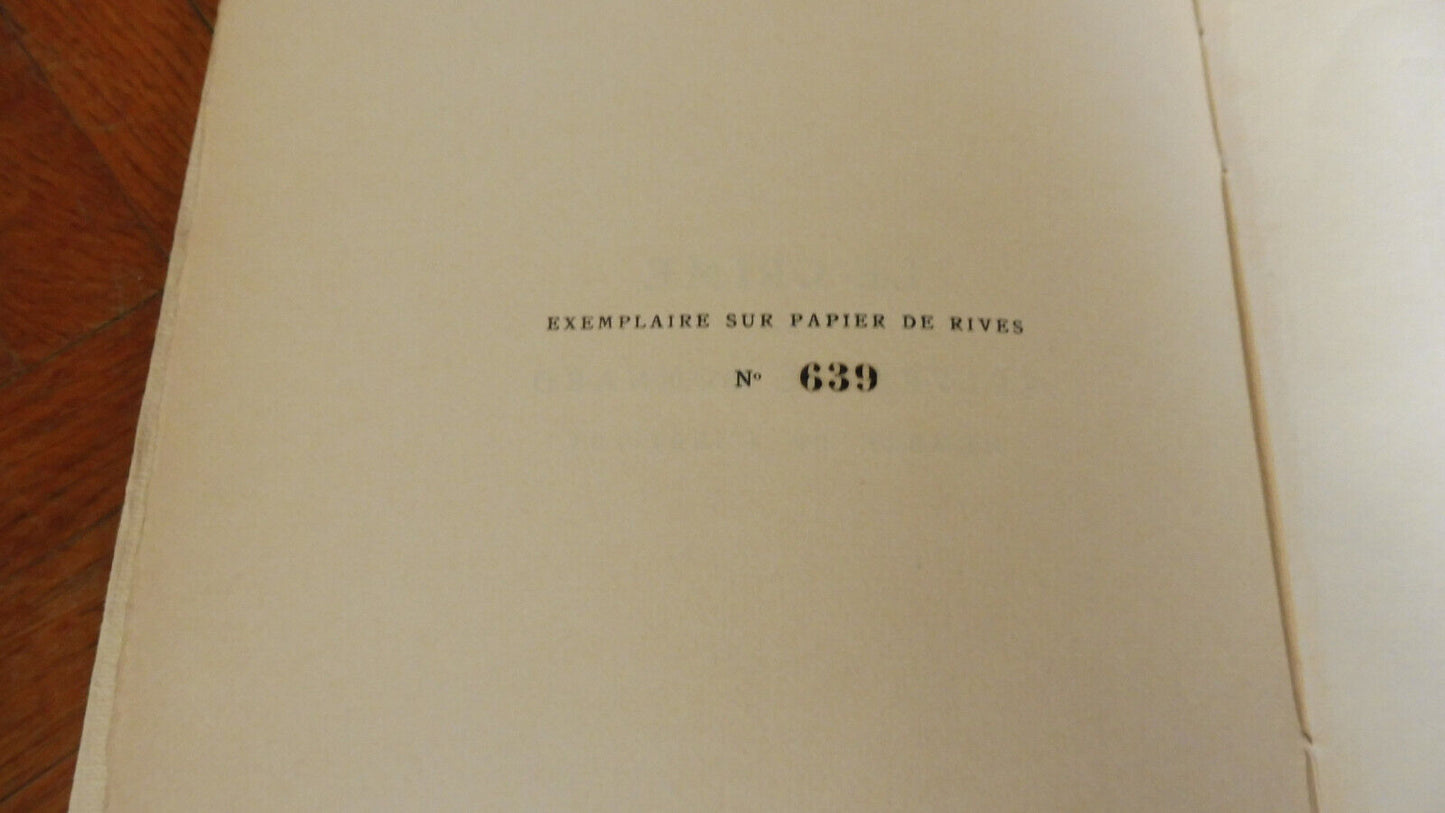 EXEMPLAIRE SUR PAPIER DE RIVES
Nº 639